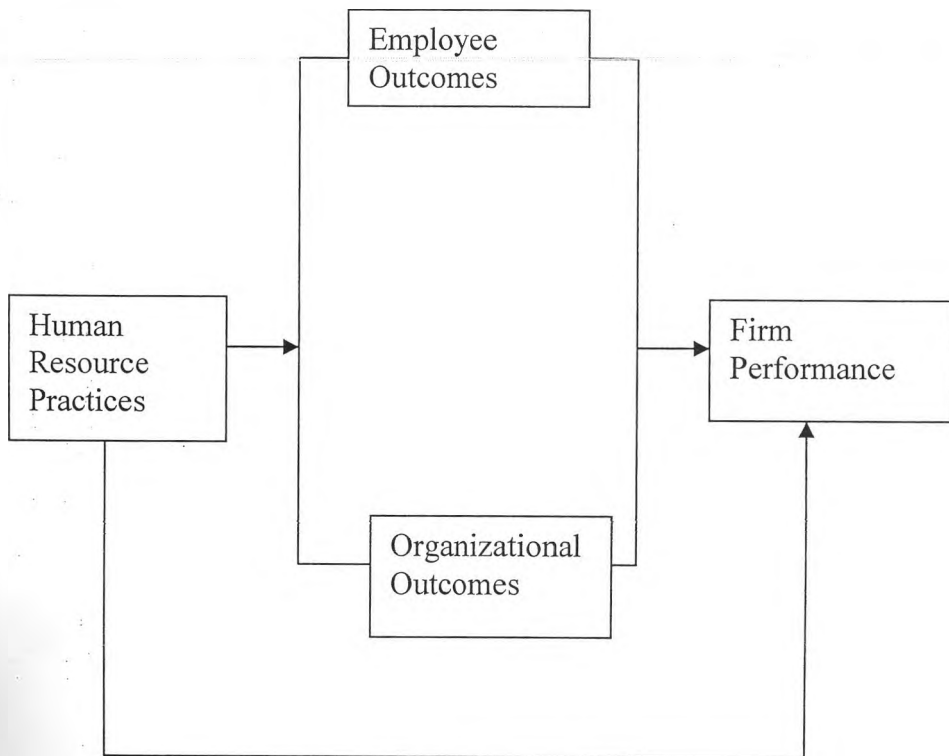 Employee
Outcomes
Human
Resource
Practices
Firm
Performance
Organizational
Outcomes